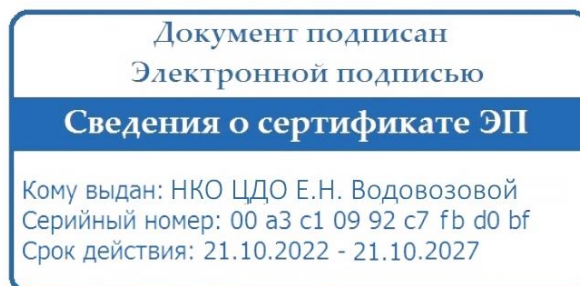 Документ подписан
Электронной подписью
Сведения о сертификате ЭП
Кому выдан: НКО ЦДО Е.Н. Водовозовой
Серийный номер: 00 a3 c1 09 92 c7 fb d0 bf
Срок действия: 21.10.2022 - 21.10.2027